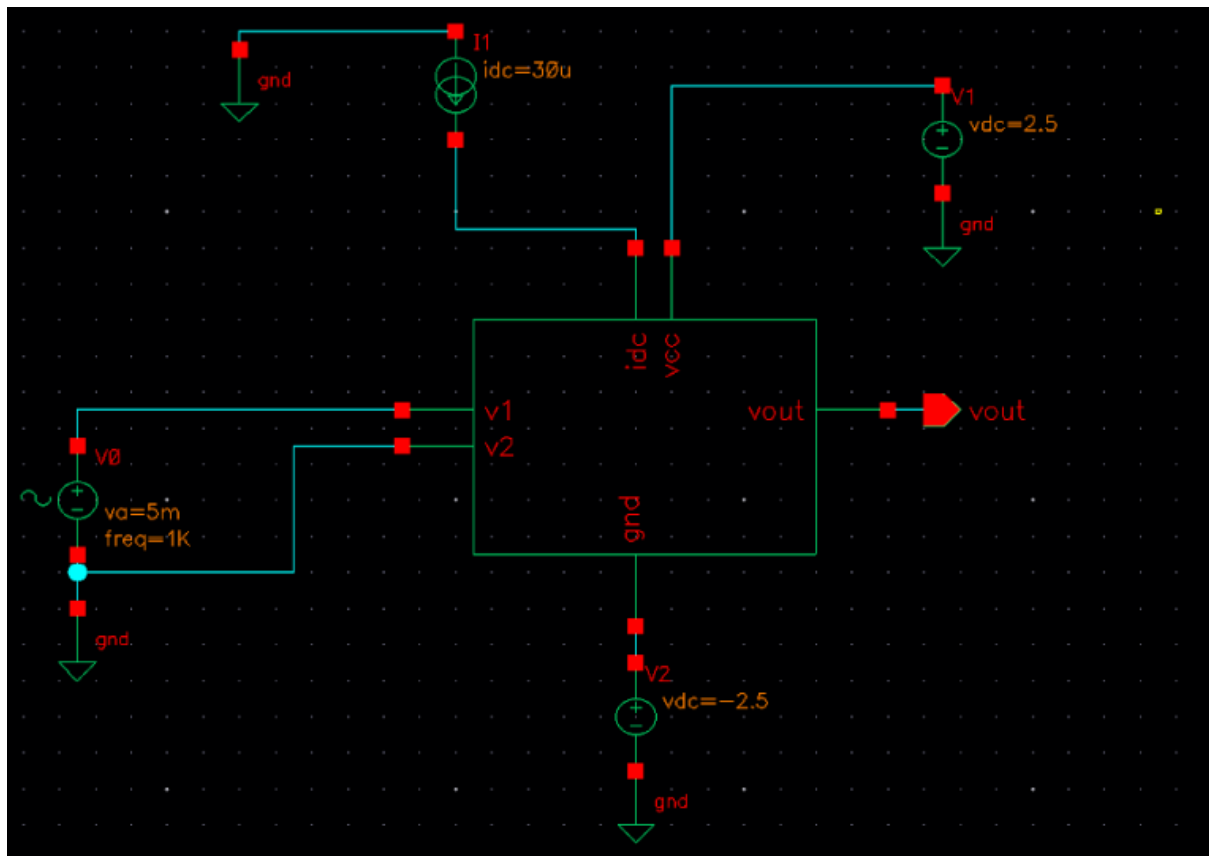 I1
idc=30u
gnd
V1
vdc=2.5
gnd
idc
vcc
v1
vout
vout
v2
V0
va=5m
freq=1K
gnd
gnd
V2
vdc=-2.5
gnd